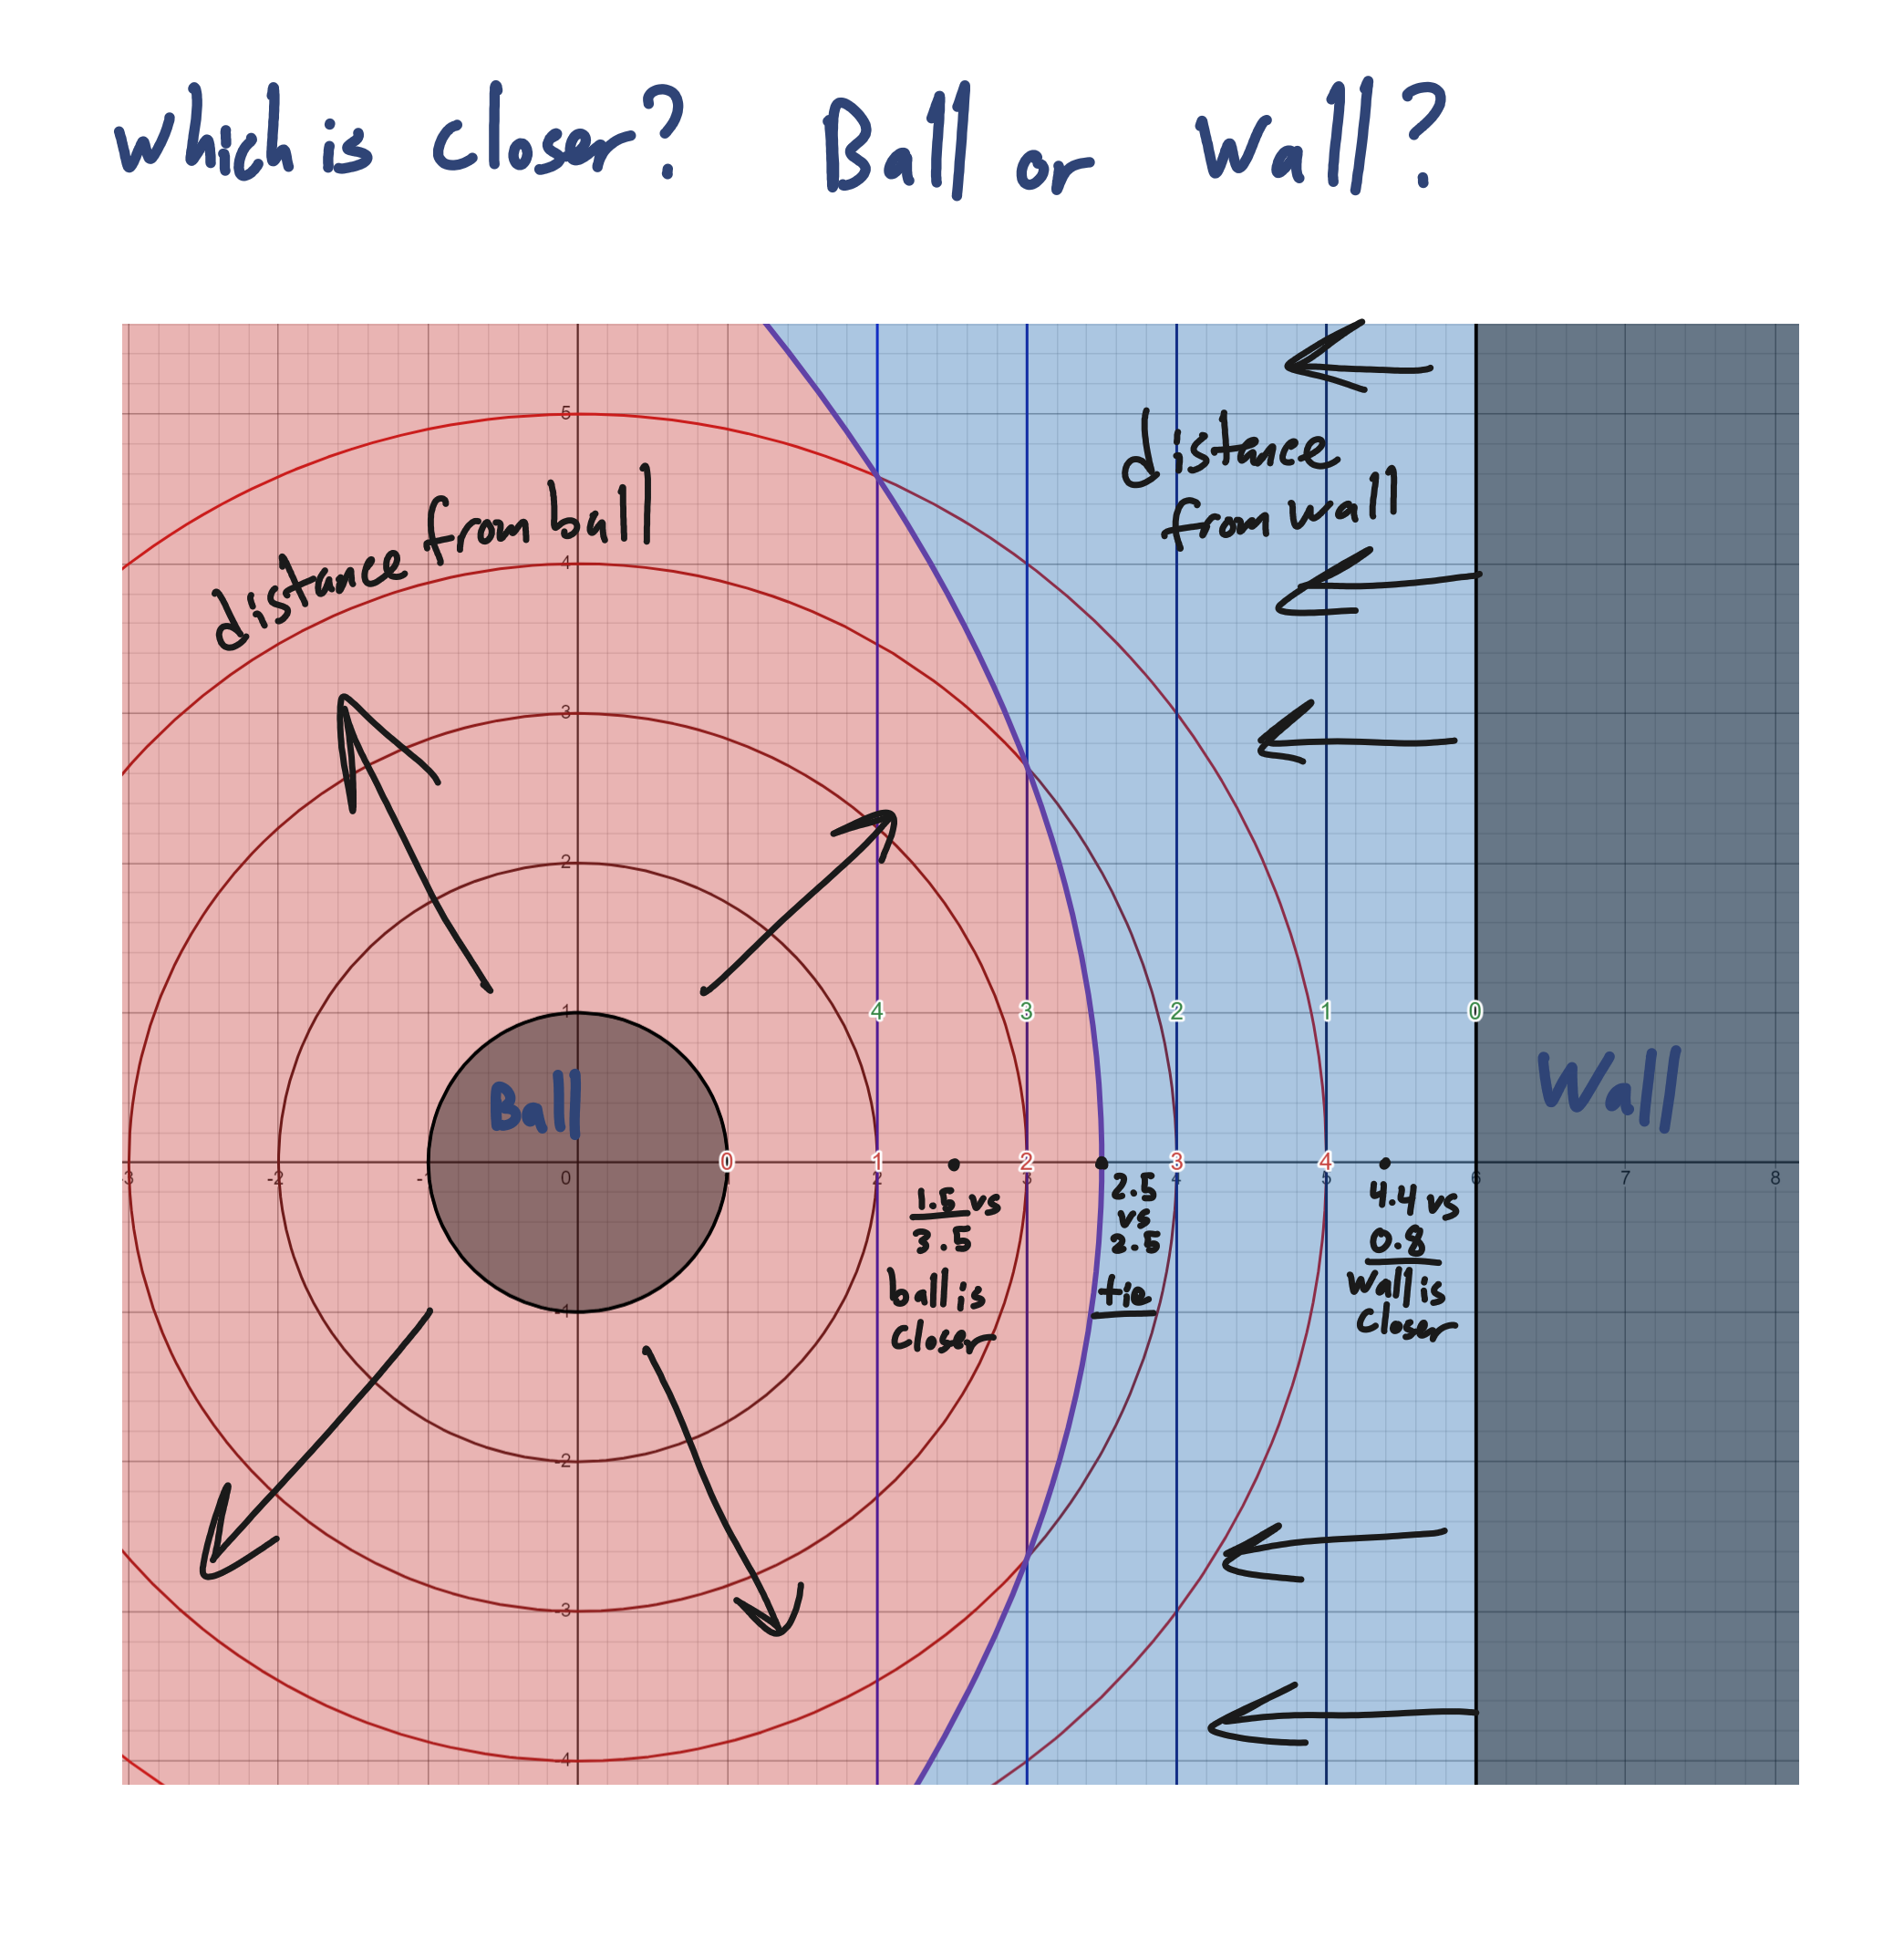 Which is closer? Ball or Wall?
distance from wall
distance from ball
5
4
3
2
1
4 3 2 1 0
Ball
Wall
0 1 2 3 4
-3 -2 -1 0 1 2 3 4 5 6 7 8
1.5 vs
3.5
ball is
closer
2.5
vs
2.5
tie
4.4 vs
0.8
Wall is
closer
-1
-2
-3
-4